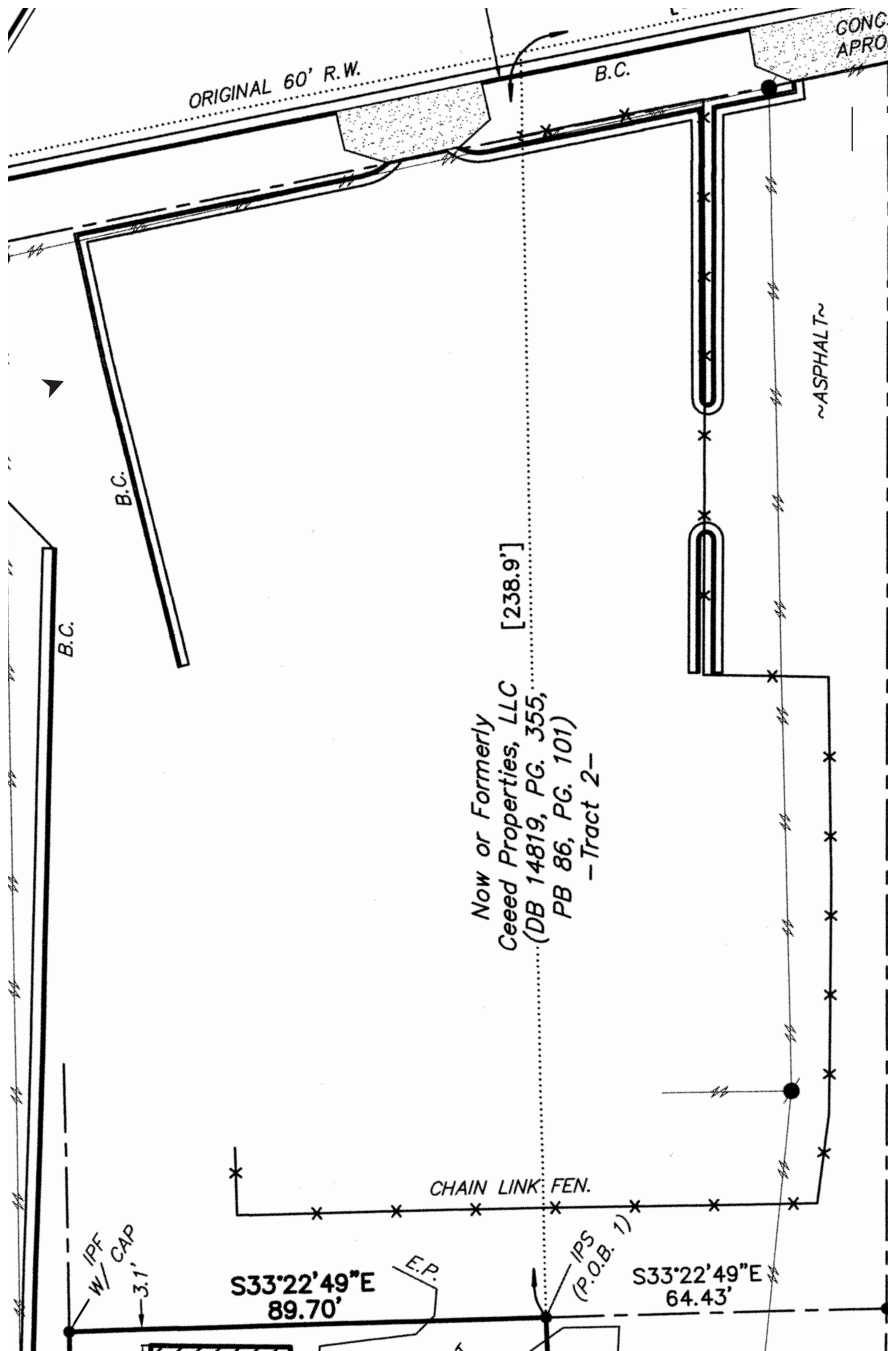 CONC.
APRO
ORIGINAL 60' R.W.
B.C.
~ASPHALT~
B.C.
B.C.
[238.9']
Now or Formerly
Ceeed Properties, LLC
(DB 14819, PG. 355,
PB 86, PG. 101)
-Tract 2-
CHAIN LINK FEN.
IPF
W/ CAP
3.1'
S33°22'49"E
89.70'
E.P.
IPS
(P.O.B. 1)
S33°22'49"E
64.43'